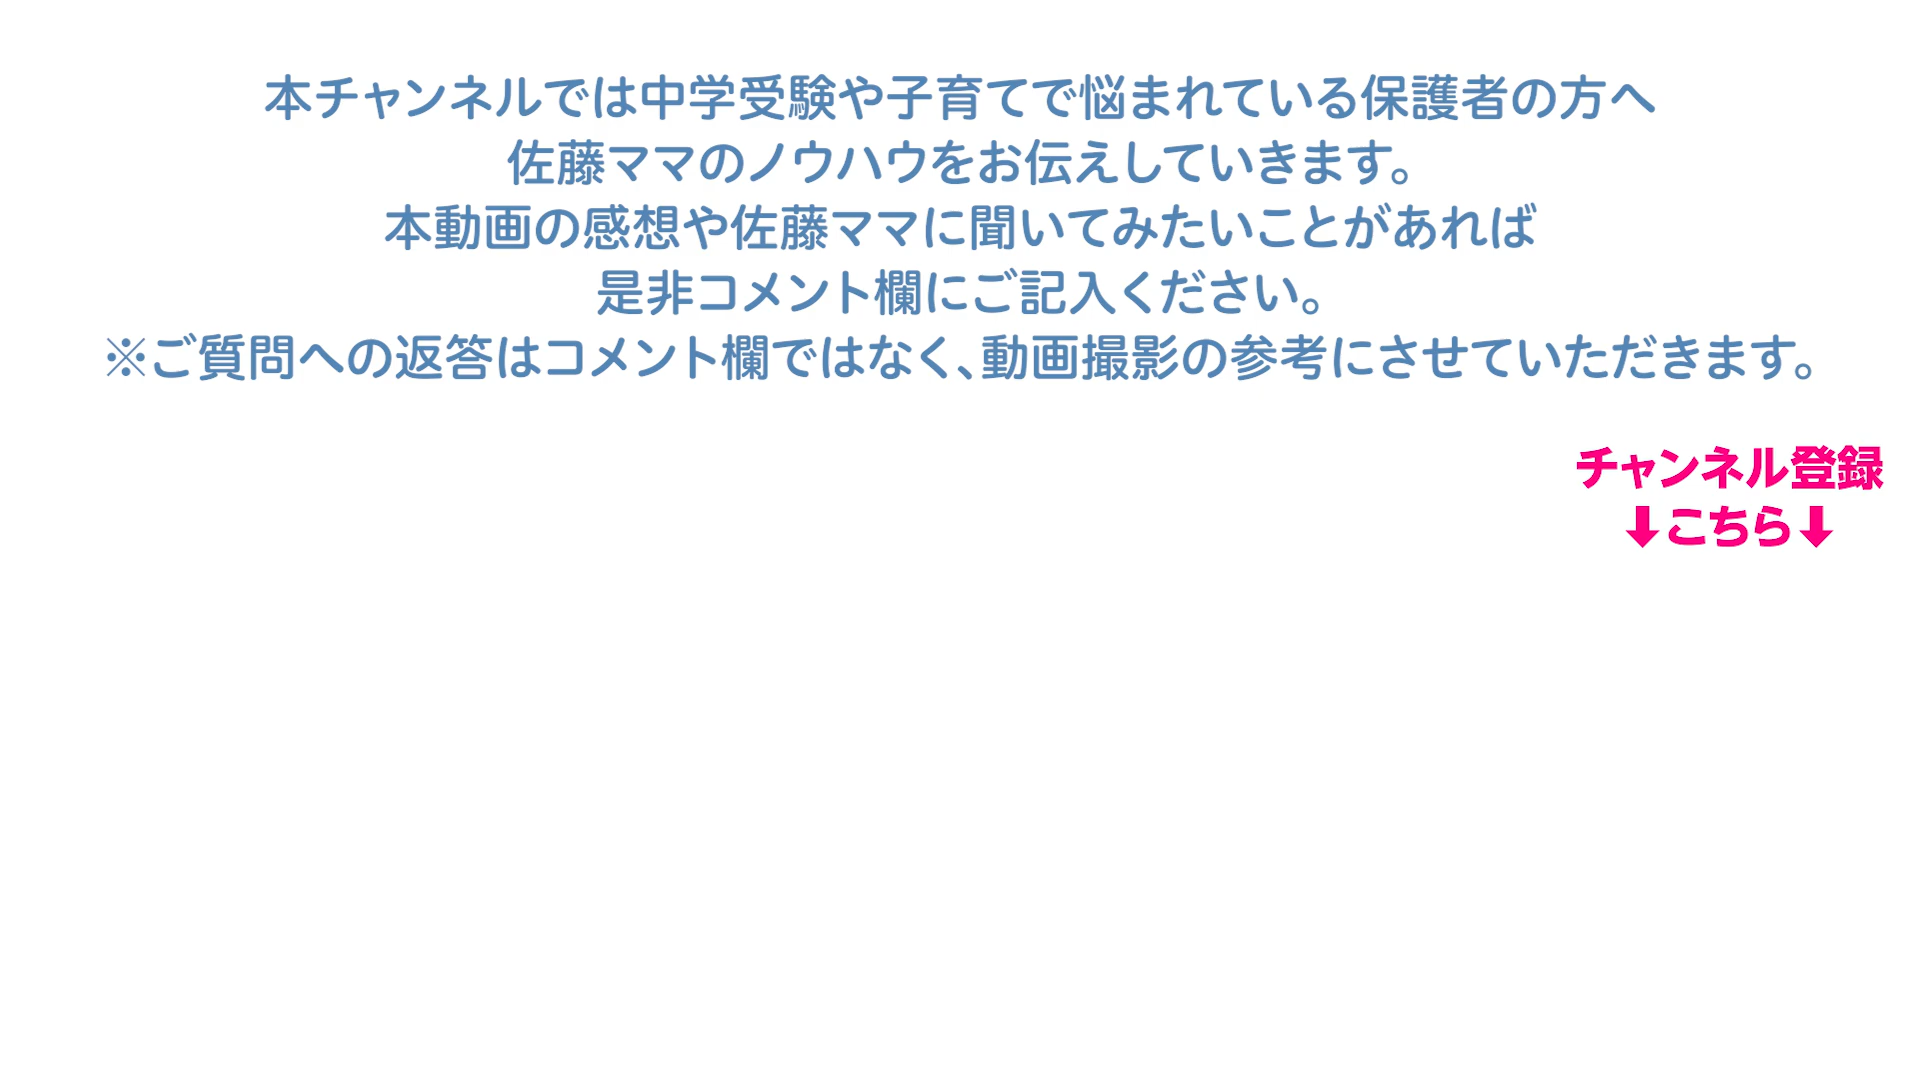 本チャンネルでは中学受験や子育てで悩まれている保護者の方へ
佐藤ママのノウハウをお伝えしていきます。
本動画の感想や佐藤ママに聞いてみたいことがあれば
是非コメント欄にご記入ください。
※ご質問への返答はコメント欄ではなく、動画撮影の参考にさせていただきます。
チャンネル登録
⬇こちら⬇